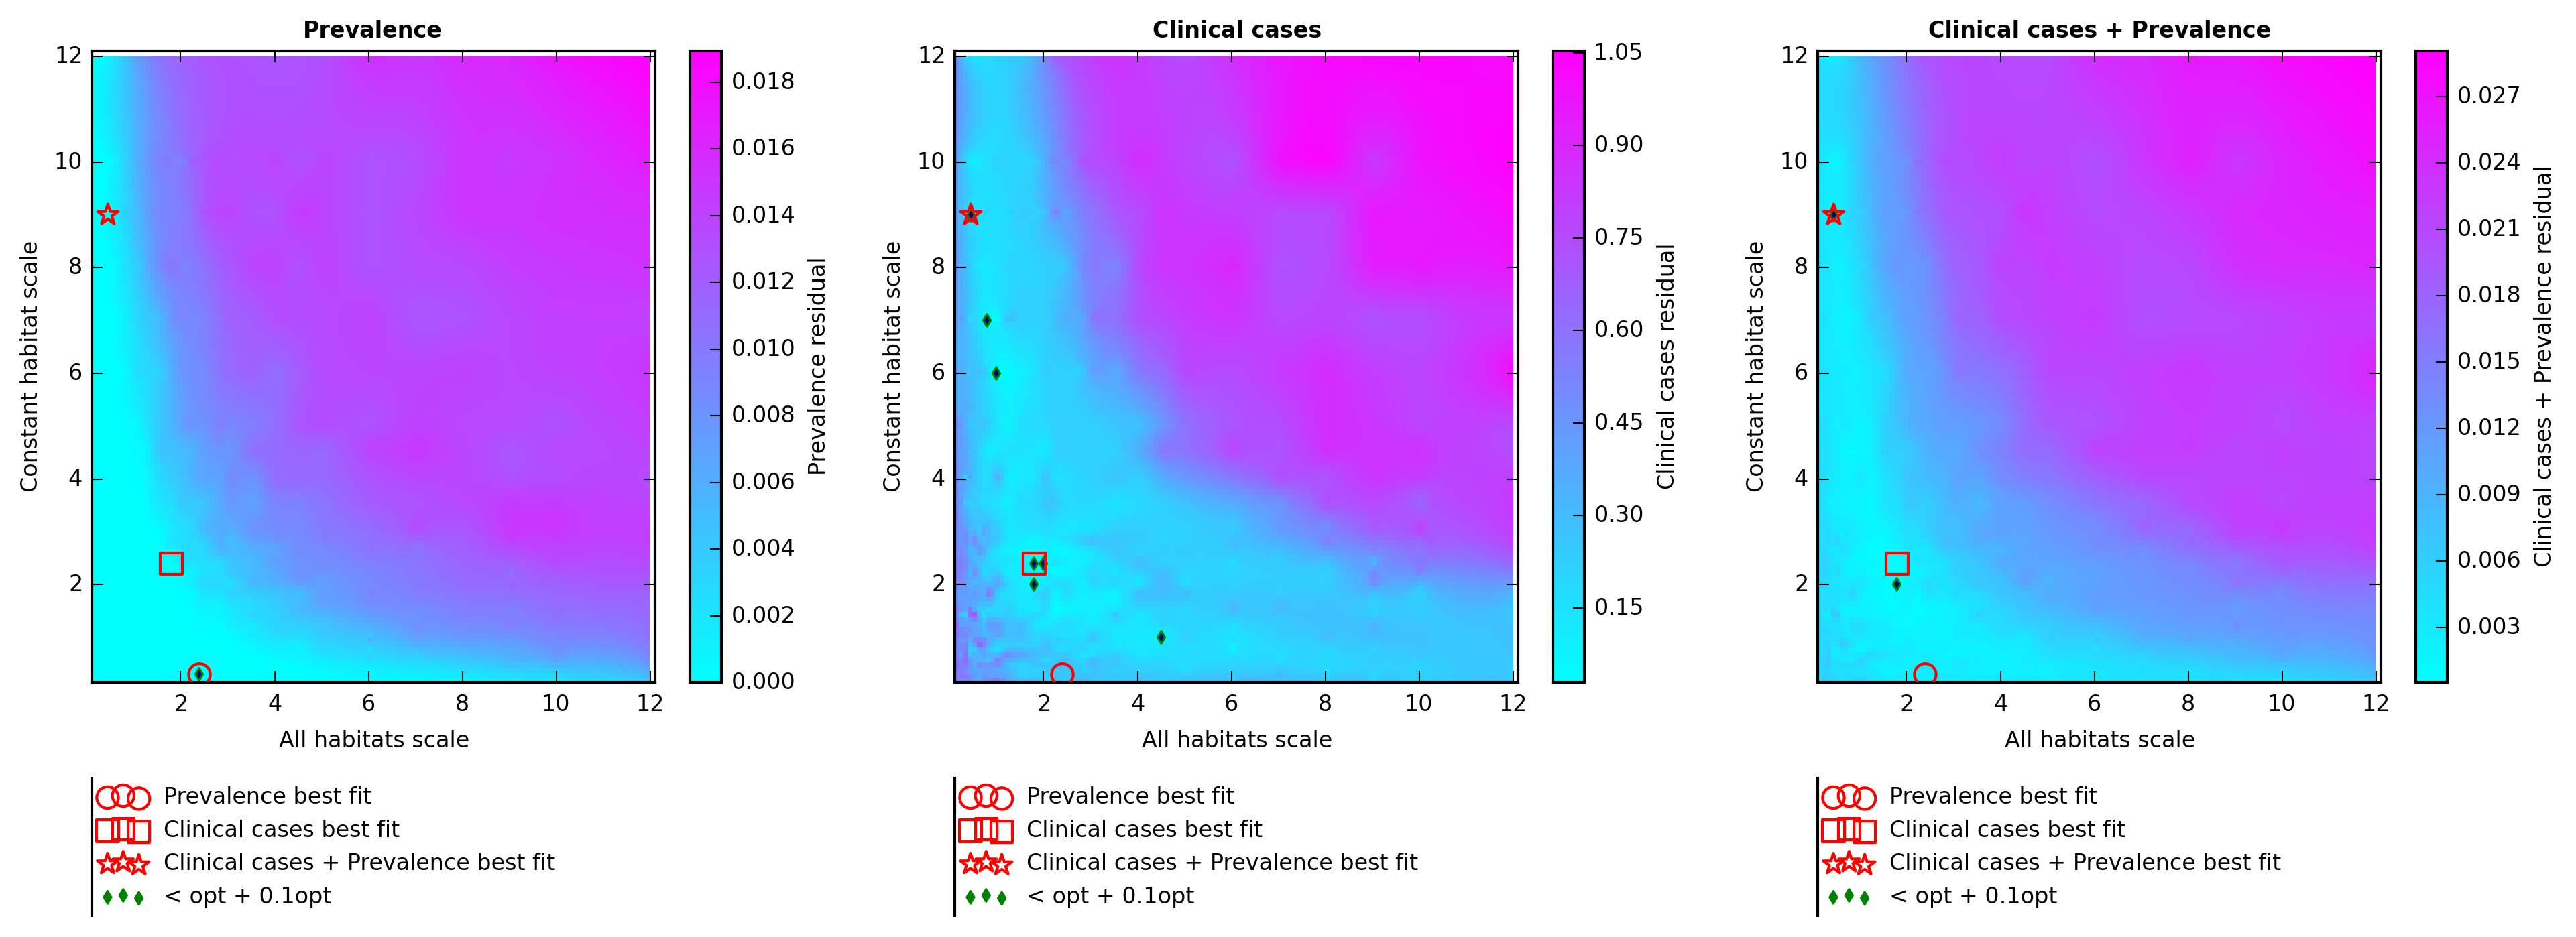 Prevalence
Constant habitat scale
12
10
8
6
4
2
2 4 6 8 10 12
All habitats scale
0.018
0.016
0.014
0.012
0.010
0.008
0.006
0.004
0.002
0.000
Prevalence residual
Prevalence best fit
Clinical cases best fit
Clinical cases + Prevalence best fit
< opt + 0.1opt
Clinical cases
Constant habitat scale
12
10
8
6
4
2
2 4 6 8 10 12
All habitats scale
1.05
0.90
0.75
0.60
0.45
0.30
0.15
Clinical cases residual
Prevalence best fit
Clinical cases best fit
Clinical cases + Prevalence best fit
< opt + 0.1opt
Clinical cases + Prevalence
Constant habitat scale
12
10
8
6
4
2
2 4 6 8 10 12
All habitats scale
0.027
0.024
0.021
0.018
0.015
0.012
0.009
0.006
0.003
Clinical cases + Prevalence residual
Prevalence best fit
Clinical cases best fit
Clinical cases + Prevalence best fit
< opt + 0.1opt